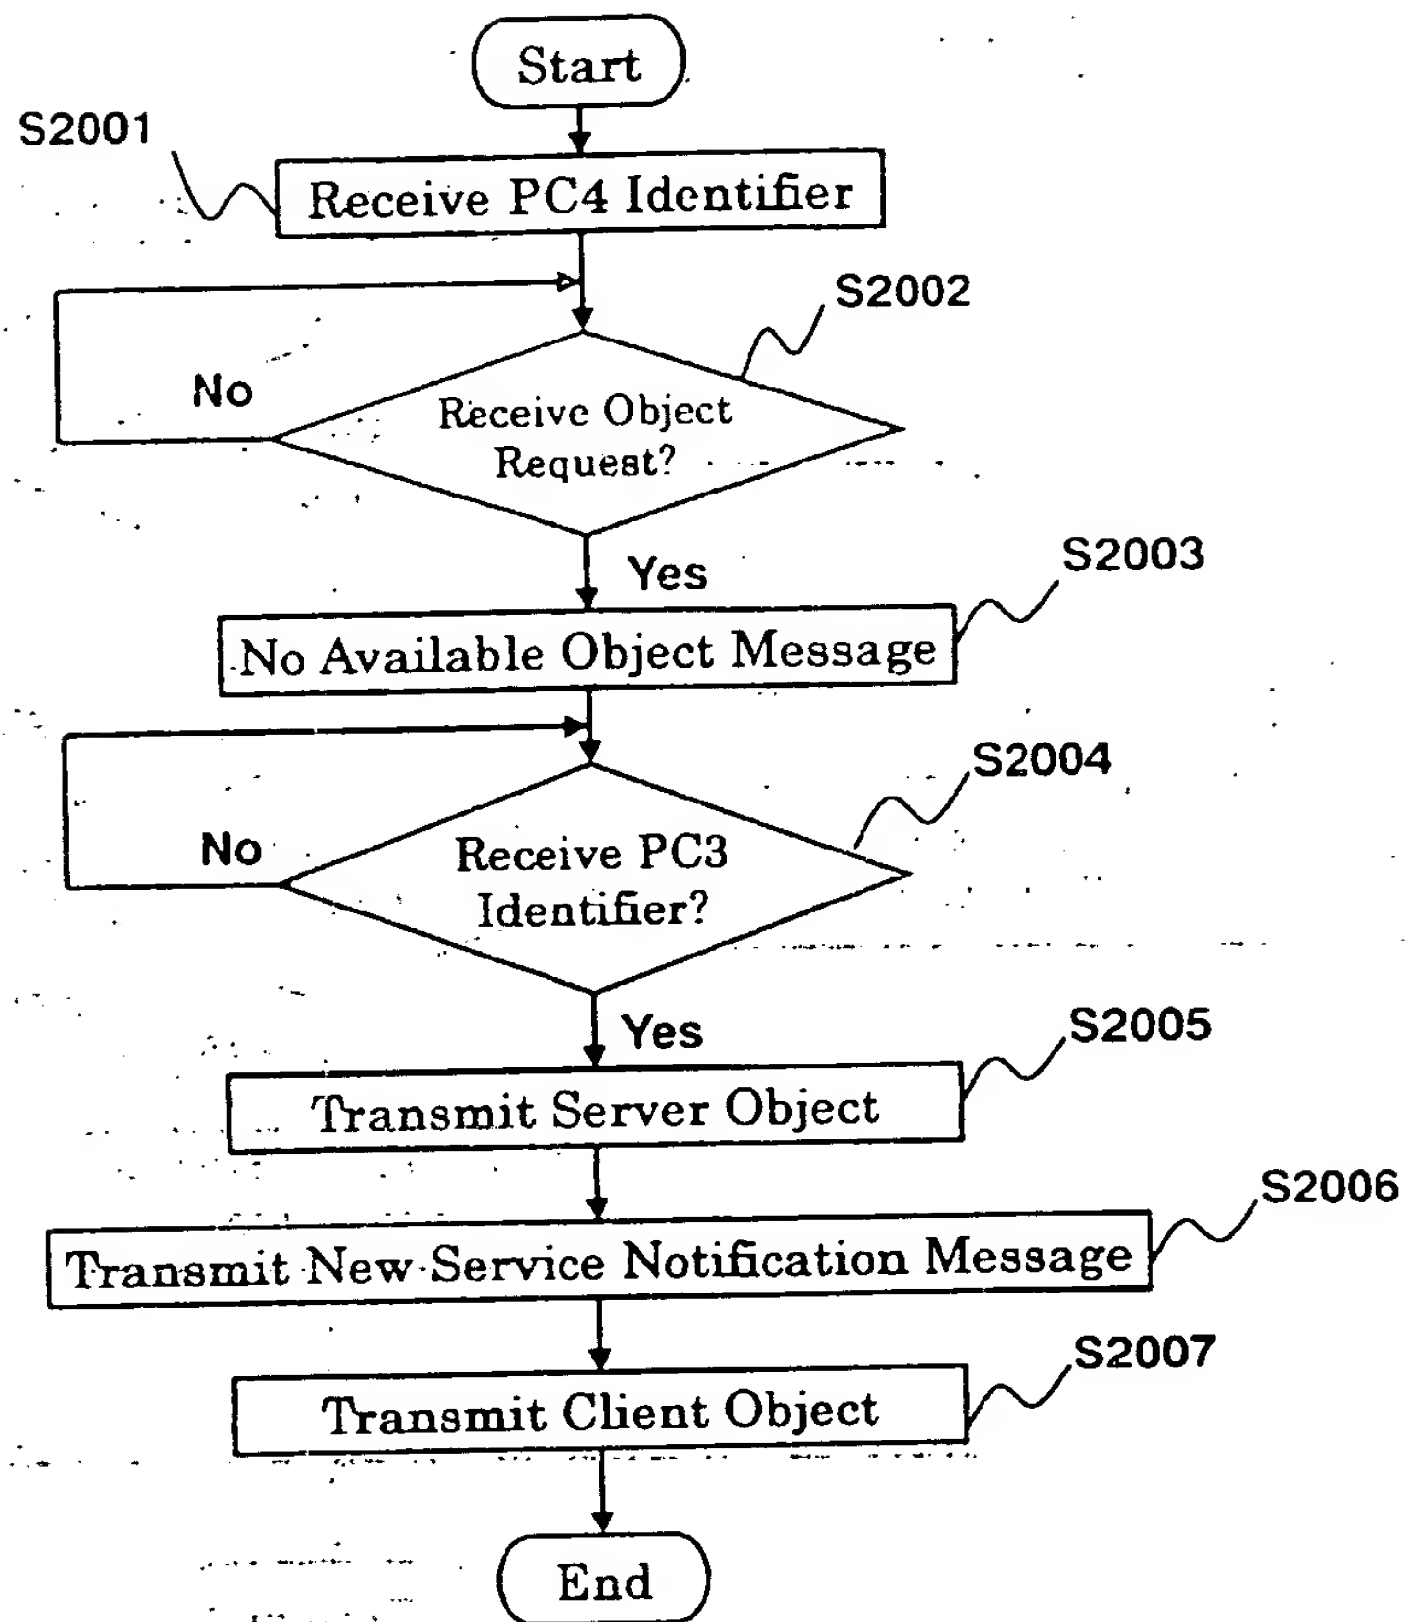 Start
S2001
Receive PC4 Identifier
S2002
No
Receive Object
Request?
Yes
S2003
No Available Object Message
S2004
No
Receive PC3
Identifier?
Yes
S2005
Transmit Server Object
S2006
Transmit New Service Notification Message
S2007
Transmit Client Object
End